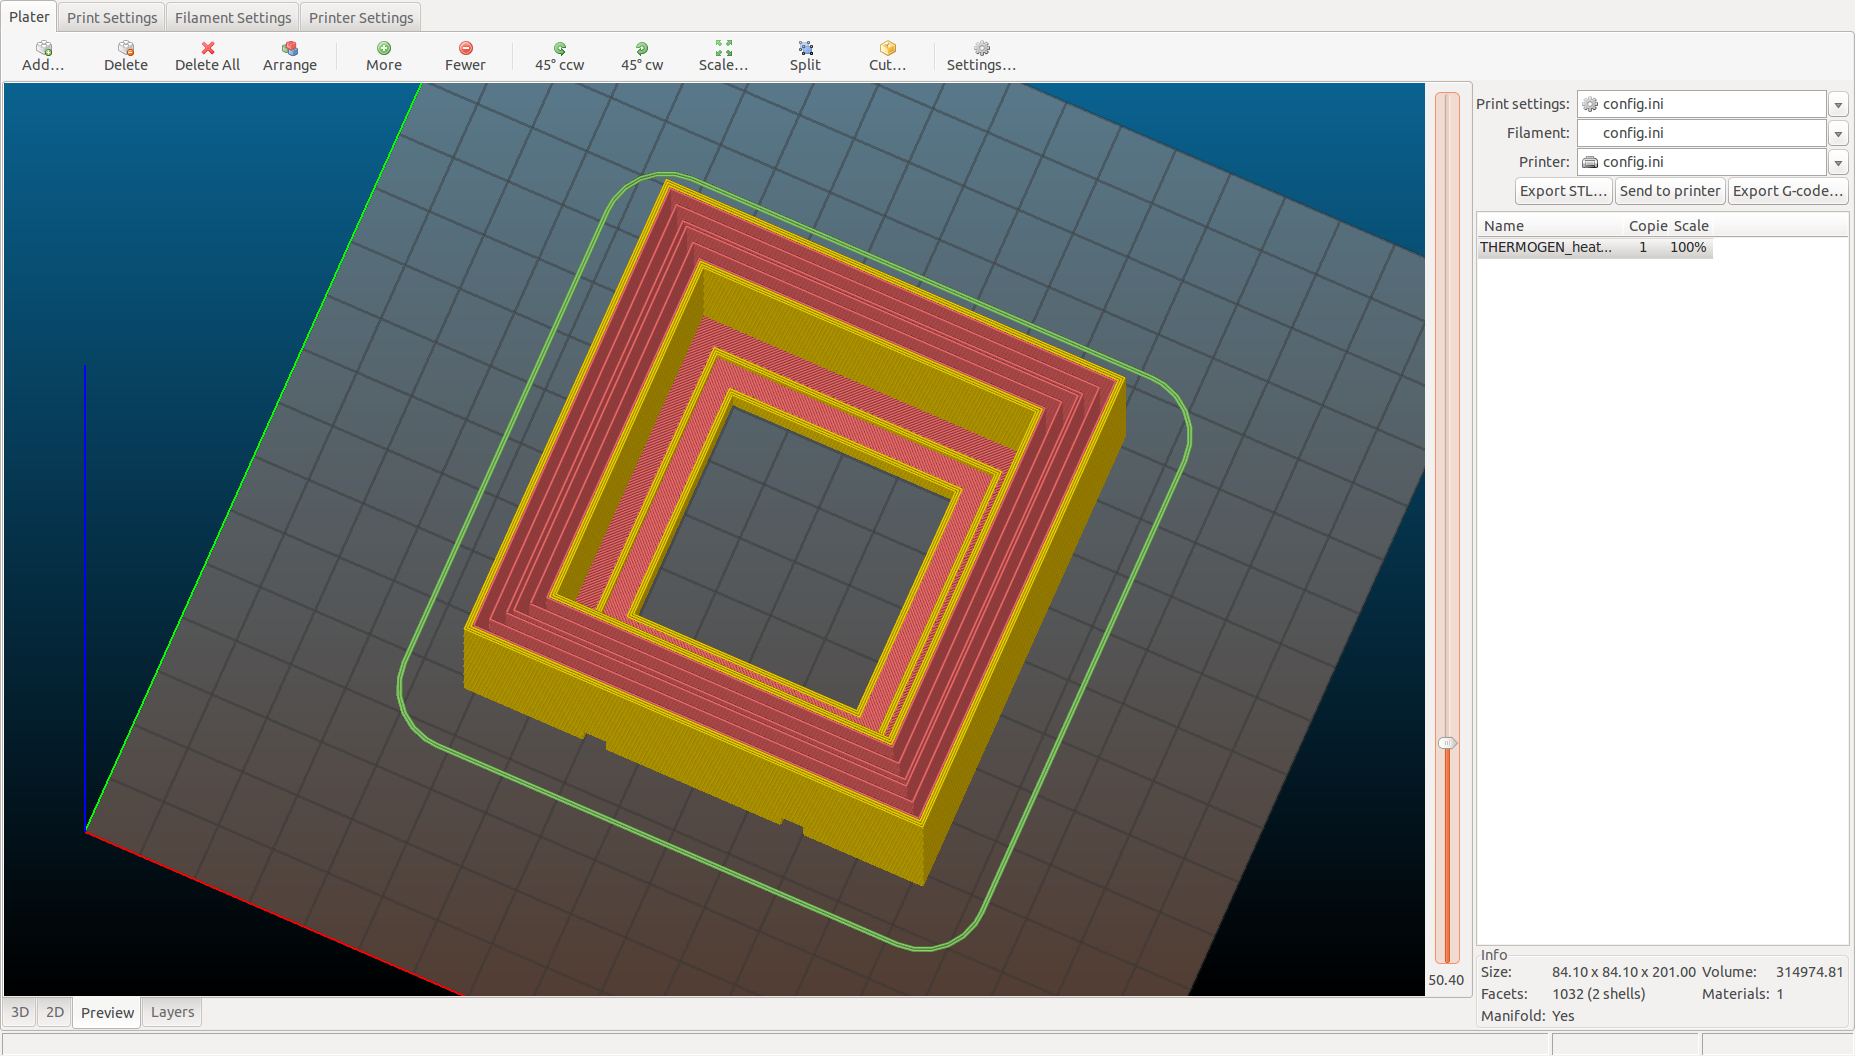 Plater Print Settings Filament Settings Printer Settings
Add… Delete Delete All Arrange More Fewer 45° ccw 45° cw Scale… Split Cut… Settings…
Print settings: config.ini
Filament: config.ini
Printer: config.ini
Export STL… Send to printer Export G-code…
Name Copie Scale
THERMOGEN_heat... 1 100%
50.40
Info
Size: 84.10 x 84.10 x 201.00 Volume: 314974.81
Facets: 1032 (2 shells) Materials: 1
Manifold: Yes
3D 2D Preview Layers